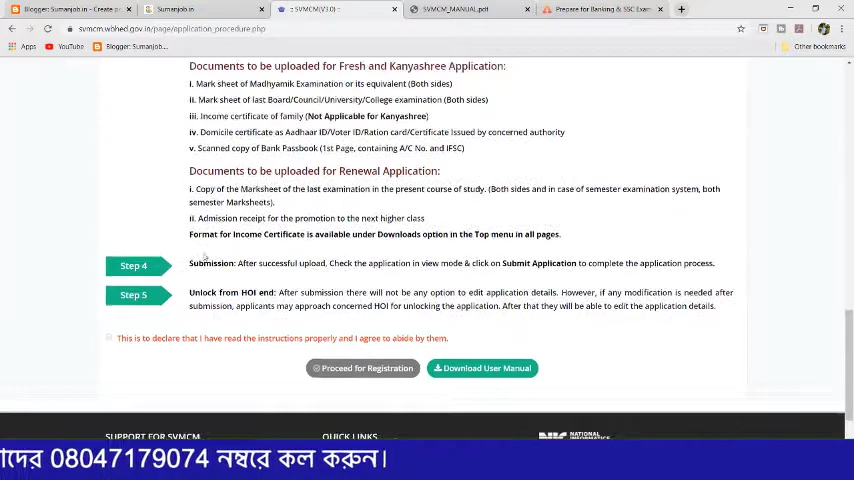 Blogger: Create a great pro
Sumanjob.in
:: SVMCM(V3.0) ::
SVMCM_MANUAL.pdf
Prepare for Banking & SSC Exam
svmcm.wbhed.gov.in/page/application_procedure.php
Apps
YouTube
Blogger: Sumanjob....
Other bookmarks
Documents to be uploaded for Fresh and Kanyashree Application:
i. Mark sheet of Madhyamik Examination or its equivalent (Both sides)
ii. Mark sheet of last Board/Council/University/College examination (Both sides)
iii. Income certificate of family (Not Applicable for Kanyashree)
iv. Domicile certificate as Aadhaar ID/Voter ID/Ration card/Certificate Issued by concerned authority
v. Scanned copy of Bank Passbook (1st Page, containing A/C No. and IFSC)
Documents to be uploaded for Renewal Application:
i. Copy of the Marksheet of the last examination in the present course of study. (Both sides and in case of semester examination system, both
semester Marksheets).
ii. Admission receipt for the promotion to the next higher class
Format for Income Certificate is available under Downloads option in the Top menu in all pages.
Step 4
Submission: After successful upload, Check the application in view mode & click on Submit Application to complete the application process.
Step 5
Unlock from HOI end: After submission there will not be any option to edit application details. However, if any modification is needed after
submission, applicants may approach concerned HOI for unlocking the application. After that they will be able to edit the application details.
This is to declare that I have read the instructions properly and I agree to abide by them.
Proceed for Registration
Download User Manual
SUPPORT FOR SVMCM
QUICK LINKS
NATIONAL
INFORMATICS
াদের 08047179074 নম্বরে কল করুন।